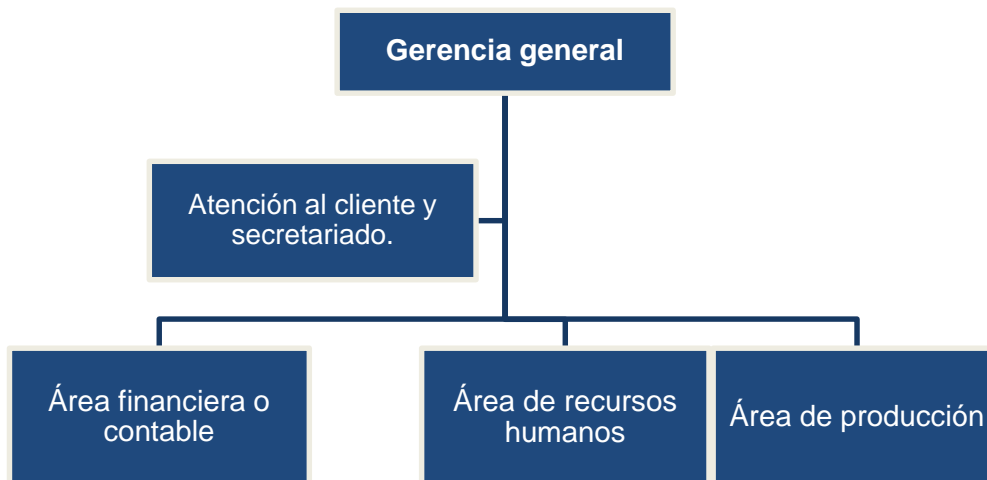 Gerencia general
Atención al cliente y
secretariado.
Área financiera o
contable
Área de recursos
humanos
Área de producción